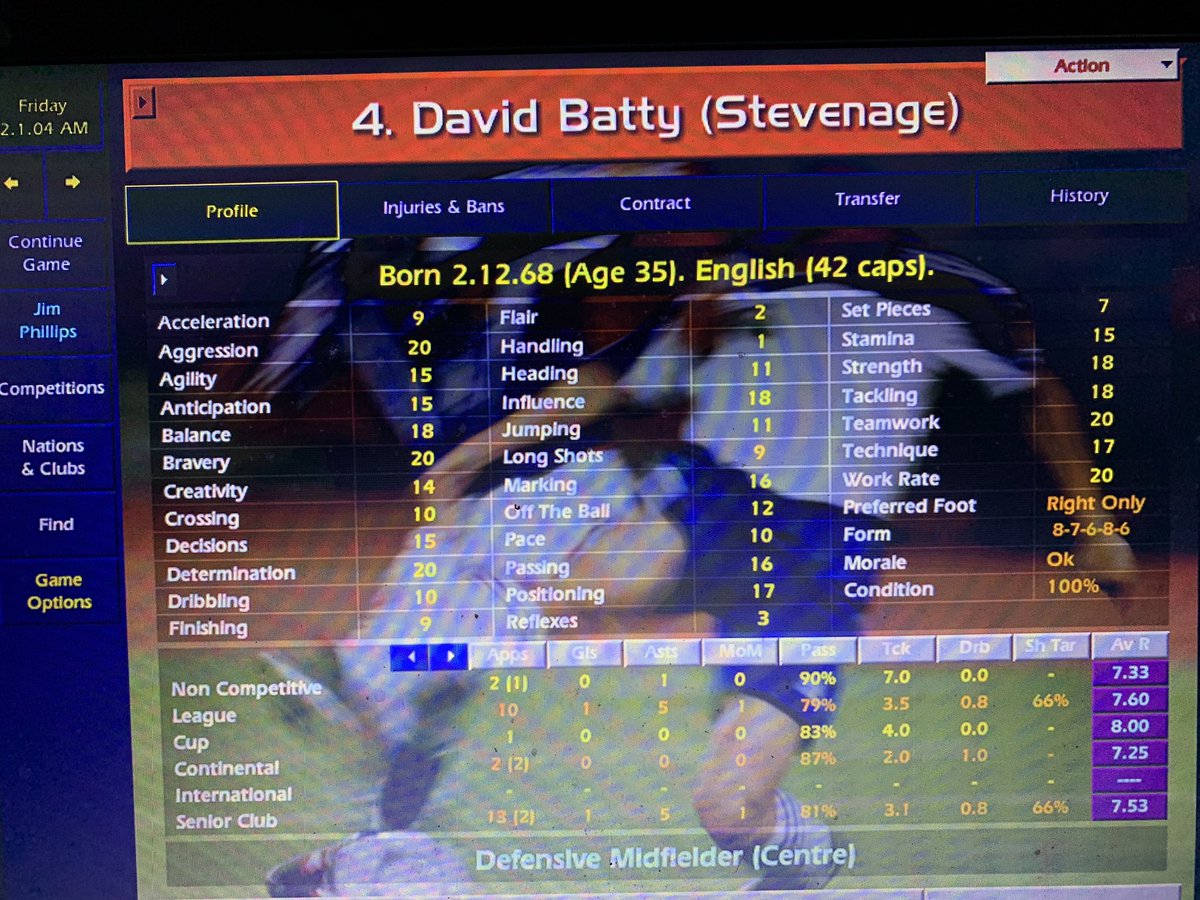 Action
Friday
2.1.04 AM
4. David Batty (Stevenage)
Profile Injuries & Bans Contract Transfer History
Continue
Game
Jim
Phillips
Competitions
Nations
& Clubs
Find
Game
Options
Born 2.12.68 (Age 35). English (42 caps).
Acceleration 9 Flair 2 Set Pieces 7
Aggression 20 Handling 1 Stamina 15
Agility 15 Heading 11 Strength 18
Anticipation 15 Influence 18 Tackling 18
Balance 18 Jumping 11 Teamwork 20
Bravery 20 Long Shots 9 Technique 17
Creativity 14 Marking 16 Work Rate 20
Crossing 10 Off The Ball 12 Preferred Foot Right Only
Decisions 15 Pace 10 Form 8-7-6-8-6
Determination 20 Passing 16 Morale Ok
Dribbling 10 Positioning 17 Condition 100%
Finishing 9 Reflexes 3
Apps Gls Asts MoM Pass Tck Drb Sh Tar Av R
Non Competitive 2 (1) 0 1 0 90% 7.0 0.0 - 7.33
League 10 1 5 1 79% 3.5 0.8 66% 7.60
Cup 1 0 0 0 83% 4.0 0.0 - 8.00
Continental 2 (2) 0 0 0 87% 2.0 1.0 - 7.25
International - - - - - - - - ----
Senior Club 13 (2) 1 5 1 81% 3.1 0.8 66% 7.53
Defensive Midfielder (Centre)